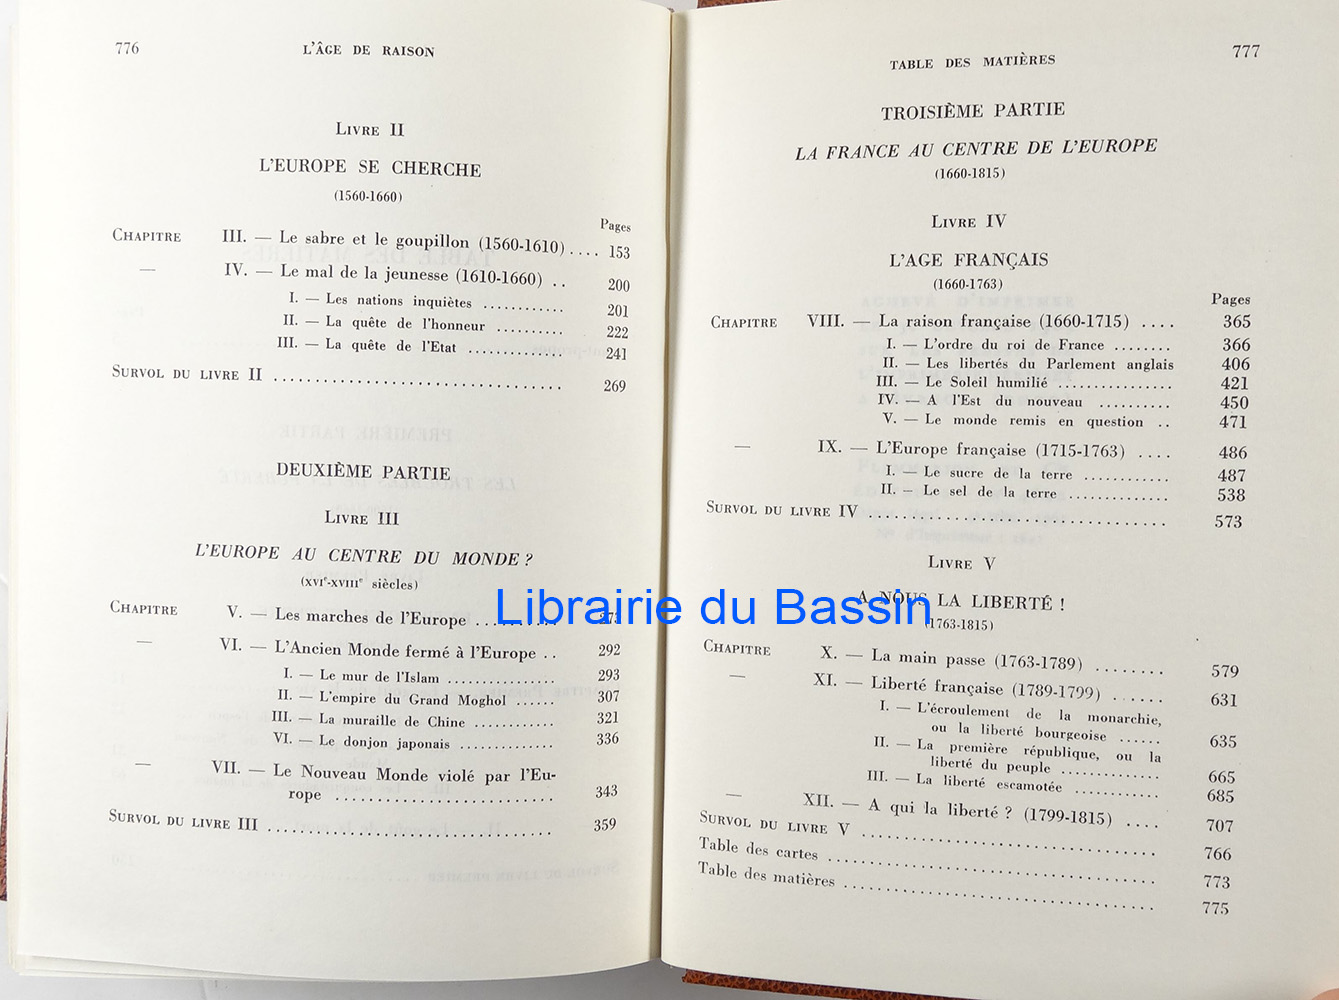 776
L'ÂGE DE RAISON
LIVRE II
L'EUROPE SE CHERCHE
(1560-1660)
Pages
CHAPITRE III. — Le sabre et le goupillon (1560-1610) .... 153
— IV. — Le mal de la jeunesse (1610-1660) .. 200
I. — Les nations inquiètes ............ 201
II. — La quête de l'honneur .......... 222
III. — La quête de l'Etat .............. 241
SURVOL DU LIVRE II .................................. 269
DEUXIÈME PARTIE
LIVRE III
L'EUROPE AU CENTRE DU MONDE ?
(XVIe-XVIIIe siècles)
CHAPITRE V. — Les marches de l'Europe ..........
— VI. — L'Ancien Monde fermé à l'Europe .. 292
I. — Le mur de l'Islam ................ 293
II. — L'empire du Grand Moghol ...... 307
III. — La muraille de Chine ............ 321
VI. — Le donjon japonais .............. 336
— VII. — Le Nouveau Monde violé par l'Eu-
rope ........................... 343
SURVOL DU LIVRE III .................................. 359
TABLE DES MATIÈRES
777
TROISIÈME PARTIE
LA FRANCE AU CENTRE DE L'EUROPE
(1660-1815)
LIVRE IV
L'AGE FRANÇAIS
(1660-1763)
Pages
CHAPITRE VIII. — La raison française (1660-1715) .... 365
I. — L'ordre du roi de France ........ 366
II. — Les libertés du Parlement anglais 406
III. — Le Soleil humilié ................ 421
IV. — A l'Est du nouveau .......... 450
V. — Le monde remis en question .. 471
— IX. — L'Europe française (1715-1763) .... 486
I. — Le sucre de la terre ............ 487
II. — Le sel de la terre .............. 538
SURVOL DU LIVRE IV .................................. 573
LIVRE V
A NOUS LA LIBERTÉ !
(1763-1815)
CHAPITRE X. — La main passe (1763-1789) ........ 579
— XI. — Liberté française (1789-1799) ...... 631
I. — L'écroulement de la monarchie,
ou la liberté bourgeoise ...... 635
II. — La première république, ou la
liberté du peuple ............. 665
III. — La liberté escamotée ............ 685
— XII. — A qui la liberté ? (1799-1815) .... 707
SURVOL DU LIVRE V .................................. 766
Table des cartes .................................. 773
Table des matières .................................. 775
Librairie du Bassin